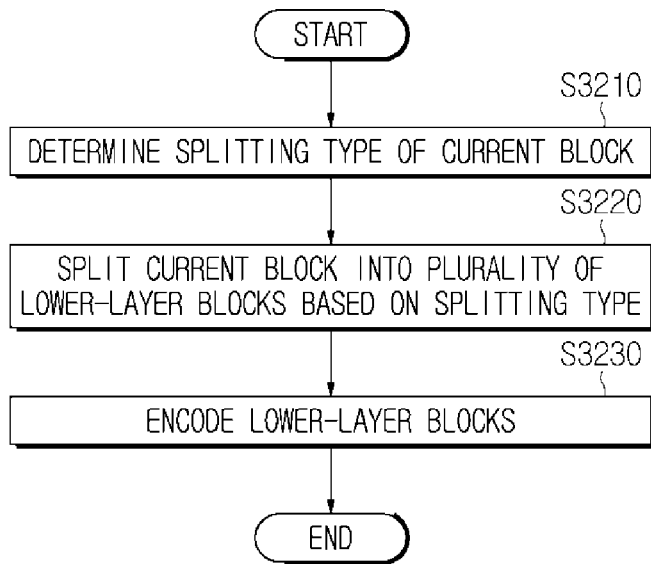 START
S3210
DETERMINE SPLITTING TYPE OF CURRENT BLOCK
S3220
SPLIT CURRENT BLOCK INTO PLURALITY OF
LOWER-LAYER BLOCKS BASED ON SPLITTING TYPE
S3230
ENCODE LOWER-LAYER BLOCKS
END